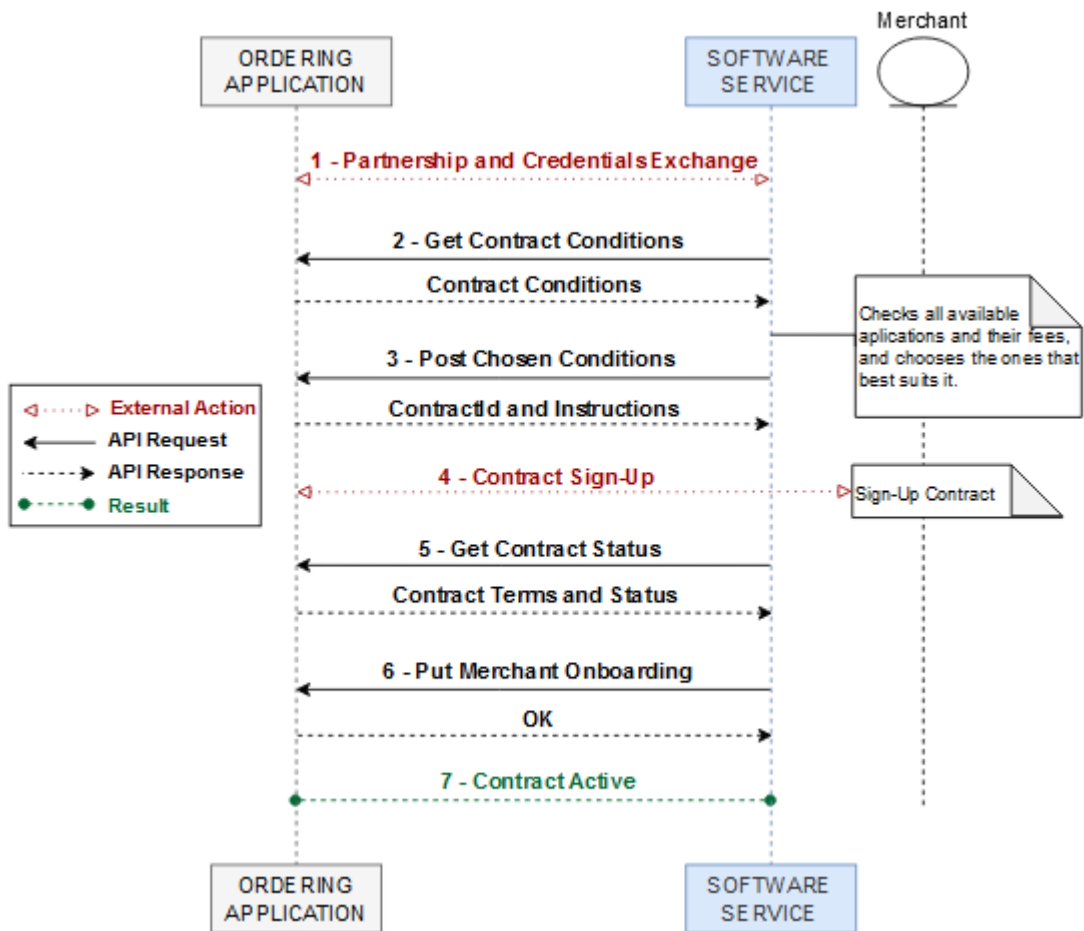 Merchant
ORDERING
APPLICATION
SOFTWARE
SERVICE
1 - Partnership and Credentials Exchange
2 - Get Contract Conditions
Contract Conditions
Checks all available
aplications and their fees,
and chooses the ones that
best suits it.
3 - Post Chosen Conditions
ContractId and Instructions
External Action
API Request
API Response
Result
4 - Contract Sign-Up
Sign-Up Contract
5 - Get Contract Status
Contract Terms and Status
6 - Put Merchant Onboarding
OK
7 - Contract Active
ORDERING
APPLICATION
SOFTWARE
SERVICE